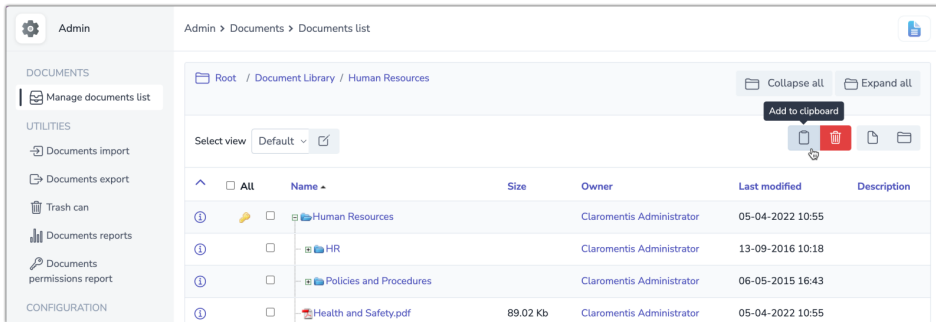 Admin
Admin > Documents > Documents list
DOCUMENTS
Manage documents list
UTILITIES
Documents import
Documents export
Trash can
Documents reports
Documents
permissions report
CONFIGURATION
Root / Document Library / Human Resources
Collapse all
Expand all
Add to clipboard
Select view Default
All Name Size Owner Last modified Description
Human Resources Claromentis Administrator 05-04-2022 10:55
HR Claromentis Administrator 13-09-2016 10:18
Policies and Procedures Claromentis Administrator 06-05-2015 16:43
Health and Safety.pdf 89.02 Kb Claromentis Administrator 05-04-2022 10:55